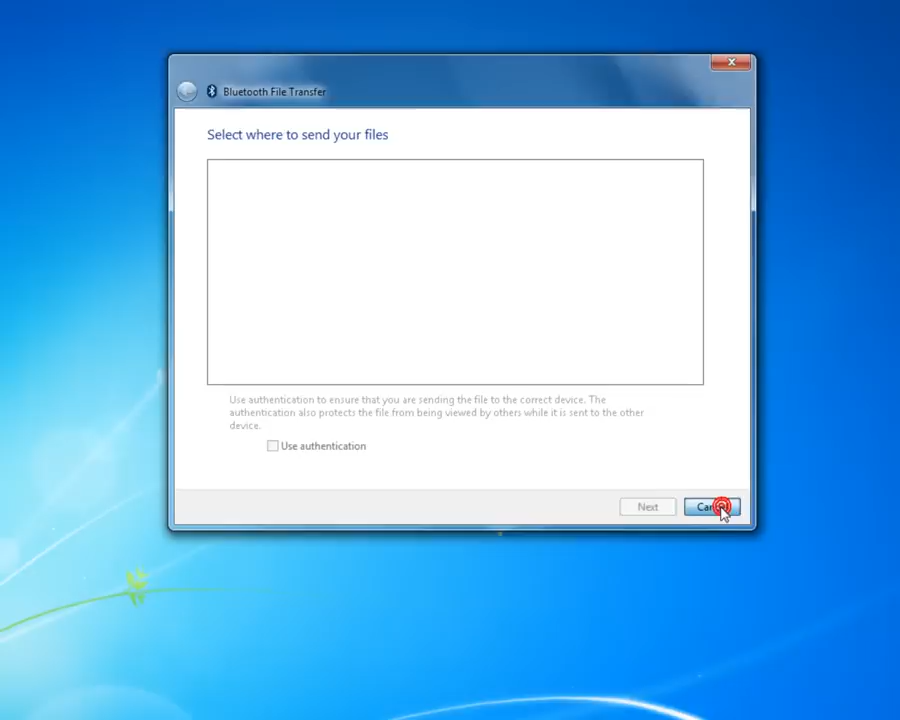 Bluetooth File Transfer
Select where to send your files
Use authentication to ensure that you are sending the file to the correct device. The
authentication also protects the file from being viewed by others while it is sent to the other
device.
Use authentication
Next